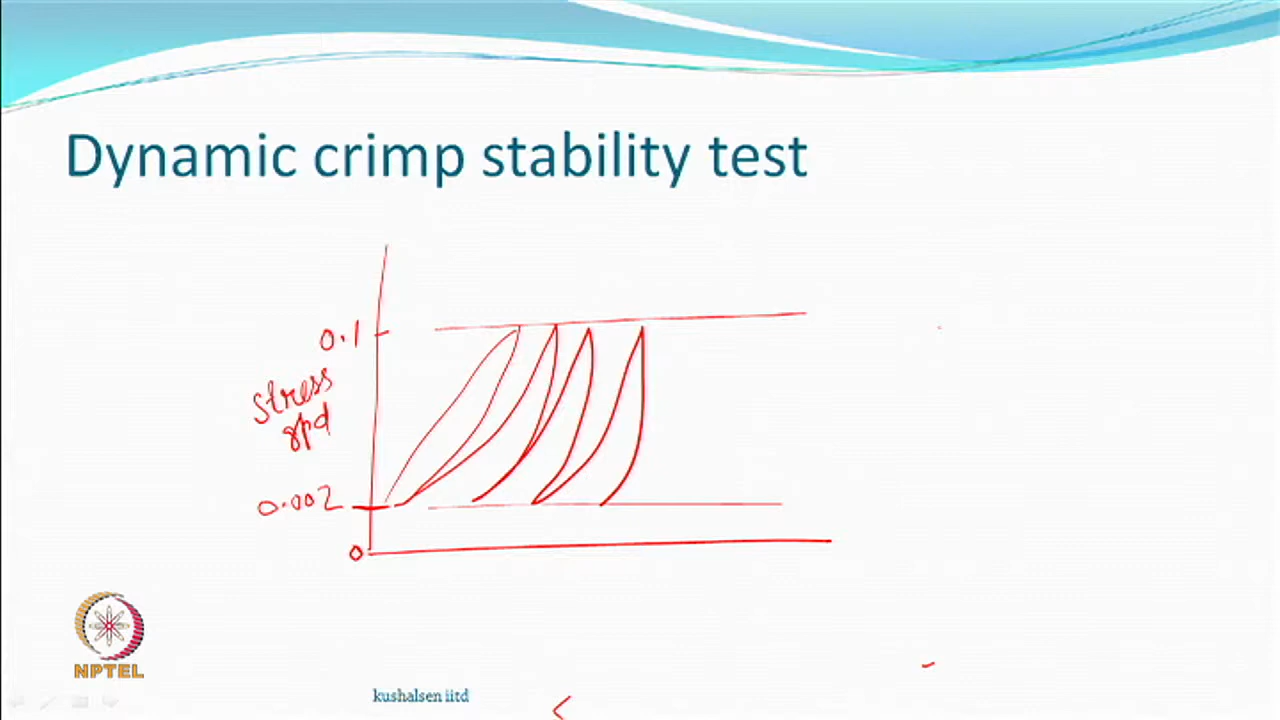 Dynamic crimp stability test
0.1
stress
gpd
0.002
0
NPTEL
kushalsen iitd